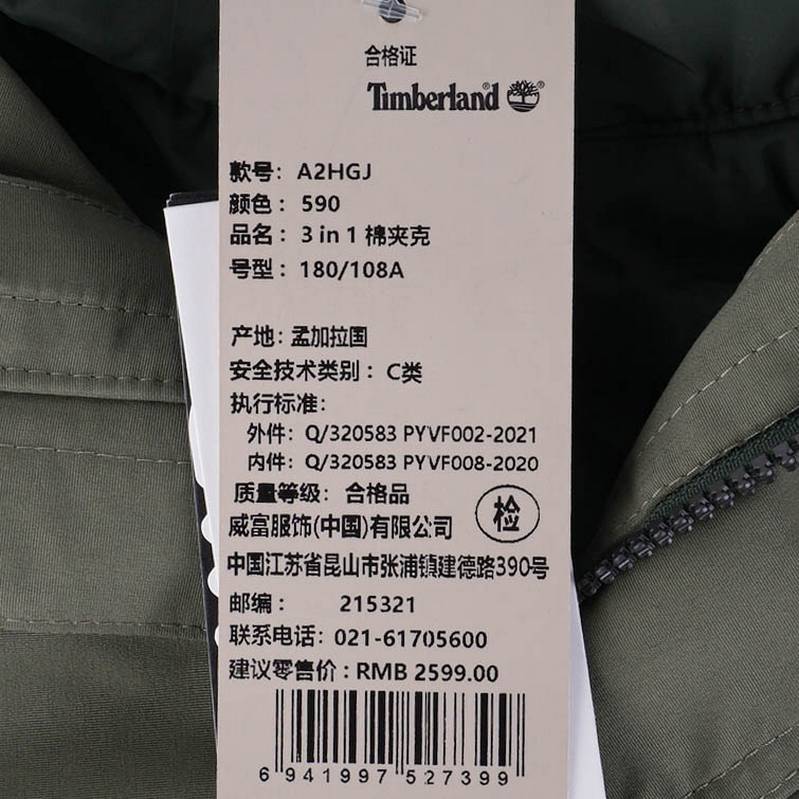 合格证
Timberland®
款号： A2HGJ
颜色： 590
品名： 3 in 1 棉夹克
号型： 180/108A
产地：孟加拉国
安全技术类别： C类
执行标准：
外件： Q/320583 PYVF002-2021
内件： Q/320583 PYVF008-2020
质量等级： 合格品
检
威富服饰(中国)有限公司
中国江苏省昆山市张浦镇建德路390号
邮编： 215321
联系电话： 021-61705600
建议零售价：RMB 2599.00
6 941997 527399